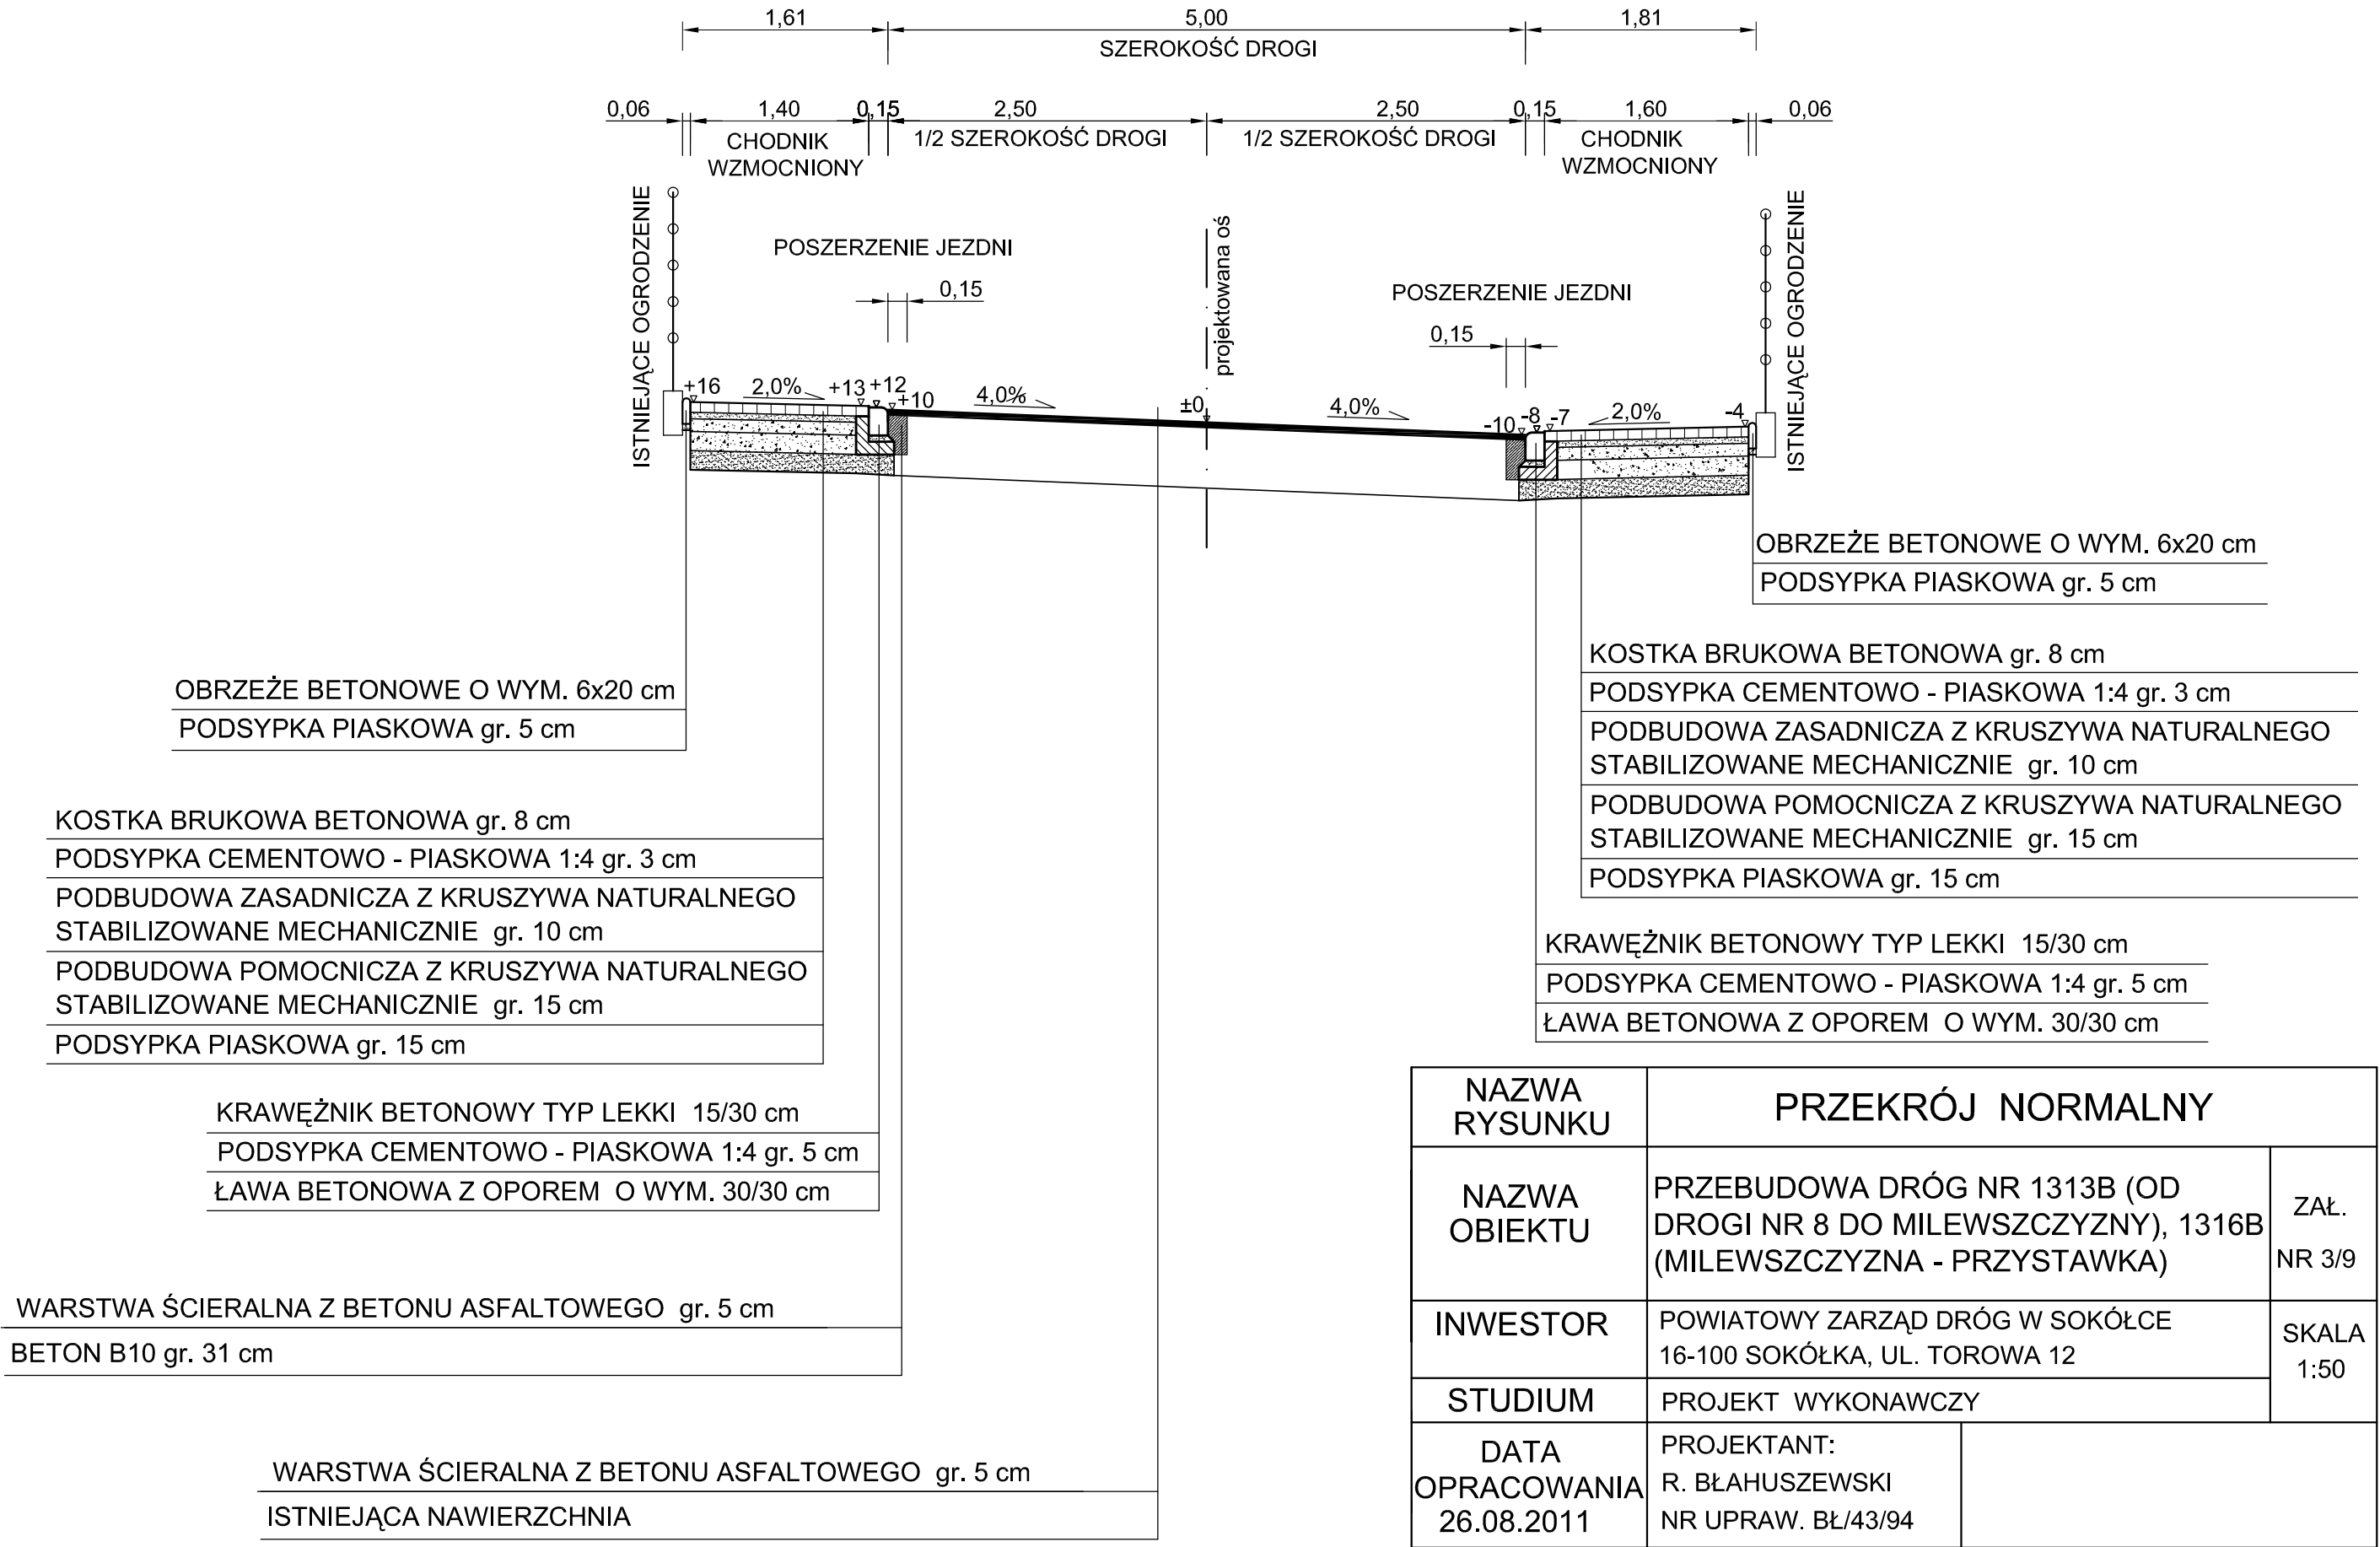 1,61
5,00
1,81
SZEROKOŚĆ DROGI
0,06
1,40
0,15
2,50
2,50
0,15
1,60
0,06
CHODNIK
WZMOCNIONY
1/2 SZEROKOŚĆ DROGI
1/2 SZEROKOŚĆ DROGI
CHODNIK
WZMOCNIONY
ISTNIEJĄCE OGRODZENIE
POSZERZENIE JEZDNI
0,15
projektowana oś
POSZERZENIE JEZDNI
0,15
ISTNIEJĄCE OGRODZENIE
+16
2,0%
+13
+12
+10
4,0%
±0
4,0%
-10
-8
-7
2,0%
-4
OBRZEŻE BETONOWE O WYM. 6x20 cm
PODSYPKA PIASKOWA gr. 5 cm
KOSTKA BRUKOWA BETONOWA gr. 8 cm
PODSYPKA CEMENTOWO - PIASKOWA 1:4 gr. 3 cm
PODBUDOWA ZASADNICZA Z KRUSZYWA NATURALNEGO
STABILIZOWANE MECHANICZNIE gr. 10 cm
PODBUDOWA POMOCNICZA Z KRUSZYWA NATURALNEGO
STABILIZOWANE MECHANICZNIE gr. 15 cm
PODSYPKA PIASKOWA gr. 15 cm
KRAWĘŻNIK BETONOWY TYP LEKKI 15/30 cm
PODSYPKA CEMENTOWO - PIASKOWA 1:4 gr. 5 cm
ŁAWA BETONOWA Z OPOREM O WYM. 30/30 cm
OBRZEŻE BETONOWE O WYM. 6x20 cm
PODSYPKA PIASKOWA gr. 5 cm
KOSTKA BRUKOWA BETONOWA gr. 8 cm
PODSYPKA CEMENTOWO - PIASKOWA 1:4 gr. 3 cm
PODBUDOWA ZASADNICZA Z KRUSZYWA NATURALNEGO
STABILIZOWANE MECHANICZNIE gr. 10 cm
PODBUDOWA POMOCNICZA Z KRUSZYWA NATURALNEGO
STABILIZOWANE MECHANICZNIE gr. 15 cm
PODSYPKA PIASKOWA gr. 15 cm
KRAWĘŻNIK BETONOWY TYP LEKKI 15/30 cm
PODSYPKA CEMENTOWO - PIASKOWA 1:4 gr. 5 cm
ŁAWA BETONOWA Z OPOREM O WYM. 30/30 cm
WARSTWA ŚCIERALNA Z BETONU ASFALTOWEGO gr. 5 cm
BETON B10 gr. 31 cm
WARSTWA ŚCIERALNA Z BETONU ASFALTOWEGO gr. 5 cm
ISTNIEJĄCA NAWIERZCHNIA
NAZWA
RYSUNKU
PRZEKRÓJ NORMALNY
NAZWA
OBIEKTU
PRZEBUDOWA DRÓG NR 1313B (OD
DROGI NR 8 DO MILEWSZCZYZNY), 1316B
(MILEWSZCZYZNA - PRZYSTAWKA)
ZAŁ.
NR 3/9
INWESTOR
POWIATOWY ZARZĄD DRÓG W SOKÓŁCE
16-100 SOKÓŁKA, UL. TOROWA 12
SKALA
1:50
STUDIUM
PROJEKT WYKONAWCZY
DATA
OPRACOWANIA
26.08.2011
PROJEKTANT:
R. BŁAHUSZEWSKI
NR UPRAW. BŁ/43/94